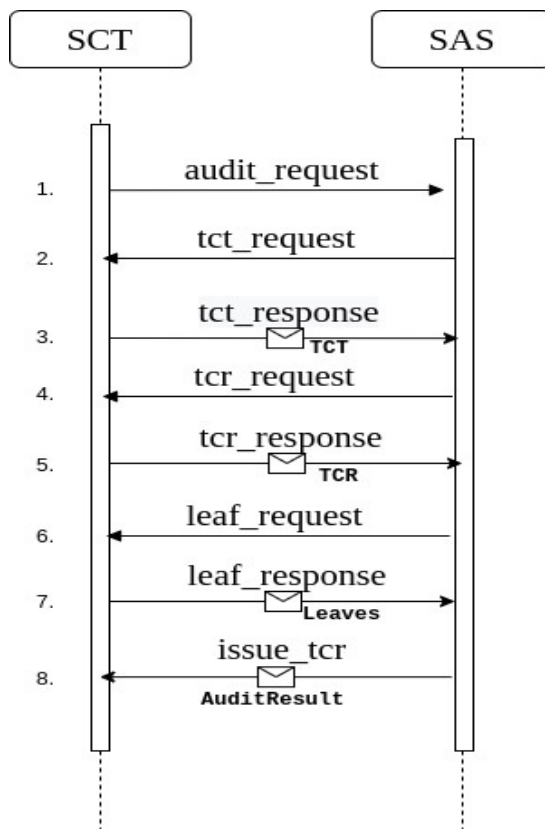 SCT
SAS
1. audit_request
2. tct_request
3. tct_response
TCT
4. tcr_request
5. tcr_response
TCR
6. leaf_request
7. leaf_response
Leaves
8. issue_tcr
AuditResult